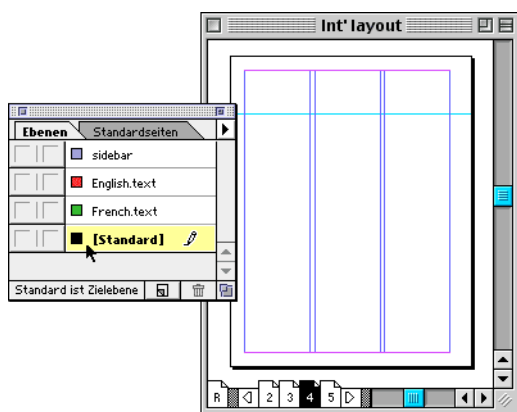 Int' layout
Ebenen Standardseiten
sidebar
English.text
French.text
[Standard]
Standard ist Zielebene
R 2 3 4 5